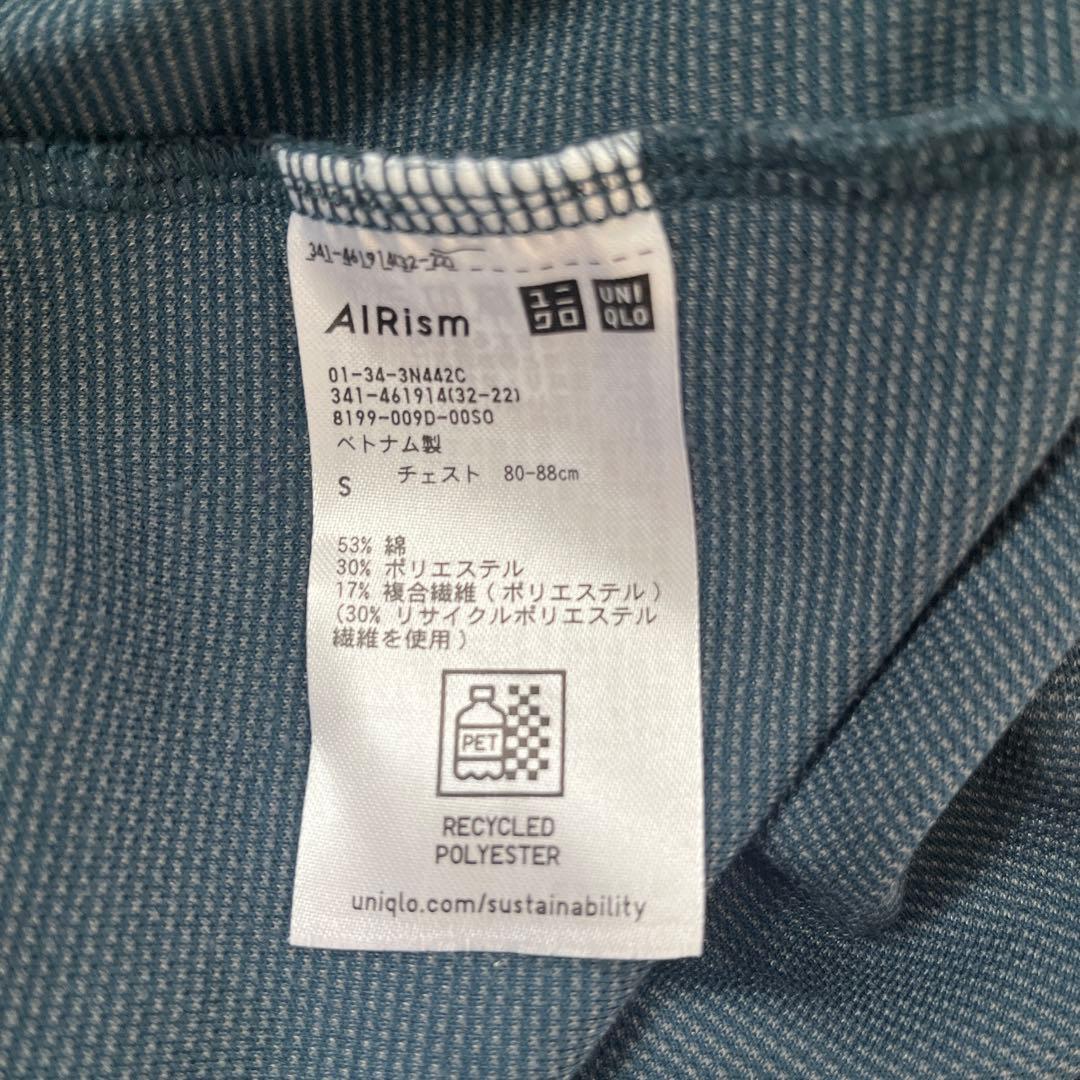 341-461914(32-22)
AIRism
ユニ
クロ
UNI
QLO
01-34-3N442C
341-461914(32-22)
8199-009D-00SO
ベトナム製
S チェスト 80-88cm
53% 綿
30% ポリエステル
17% 複合繊維(ポリエステル)
(30% リサイクルポリエステル
繊維を使用)
PET
RECYCLED
POLYESTER
uniqlo.com/sustainability